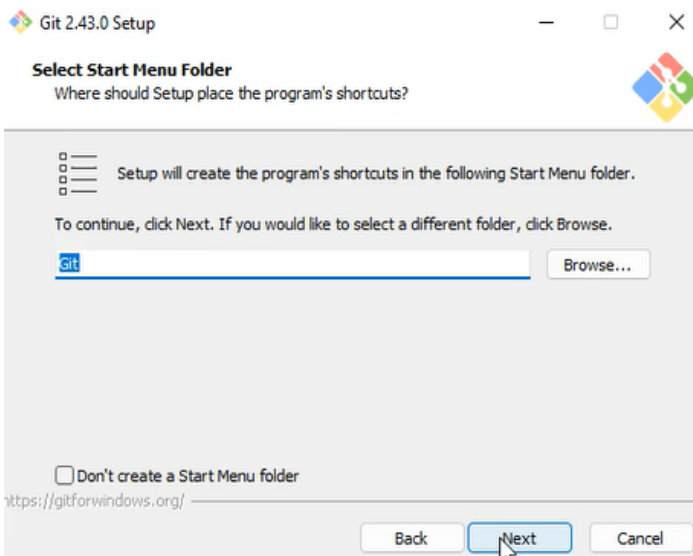 Git 2.43.0 Setup
Select Start Menu Folder
Where should Setup place the program's shortcuts?
Setup will create the program's shortcuts in the following Start Menu folder.
To continue, click Next. If you would like to select a different folder, click Browse.
Git
Browse...
Don't create a Start Menu folder
https://gitforwindows.org/
Back
Next
Cancel